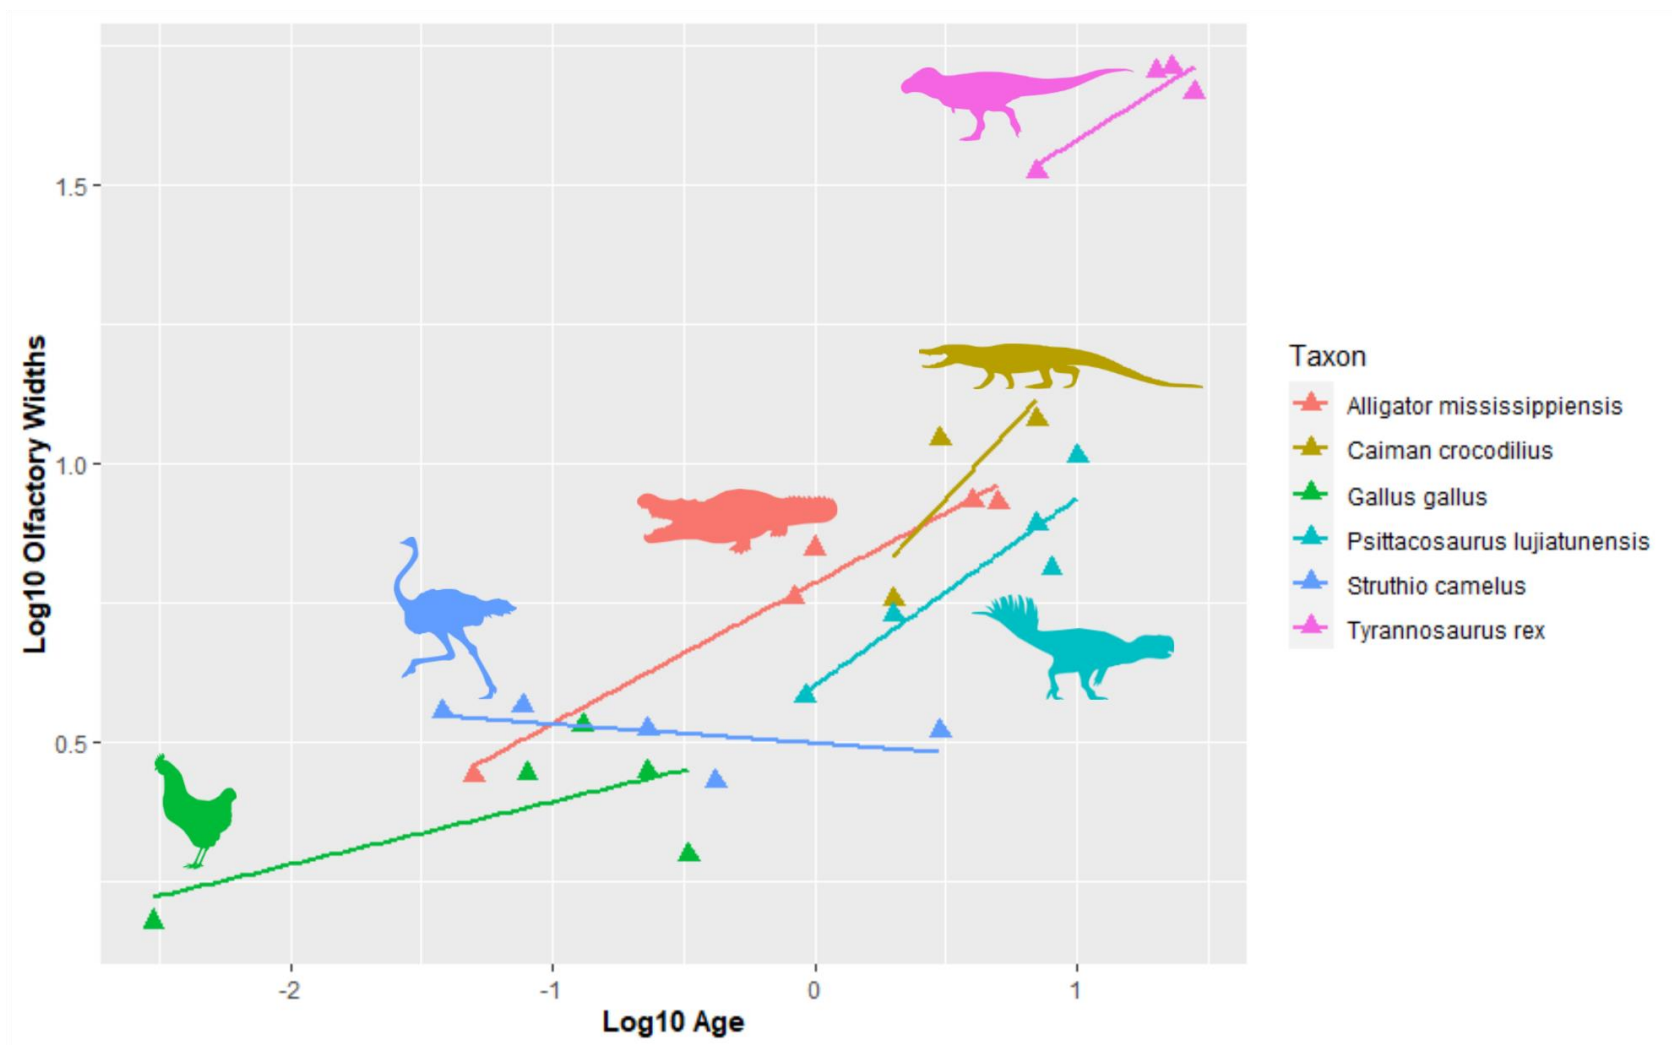 Log10 Olfactory Widths
1.5
1.0
0.5
-2
-1
0
1
Log10 Age
Taxon
Alligator mississippiensis
Caiman crocodilius
Gallus gallus
Psittacosaurus lujiatunensis
Struthio camelus
Tyrannosaurus rex